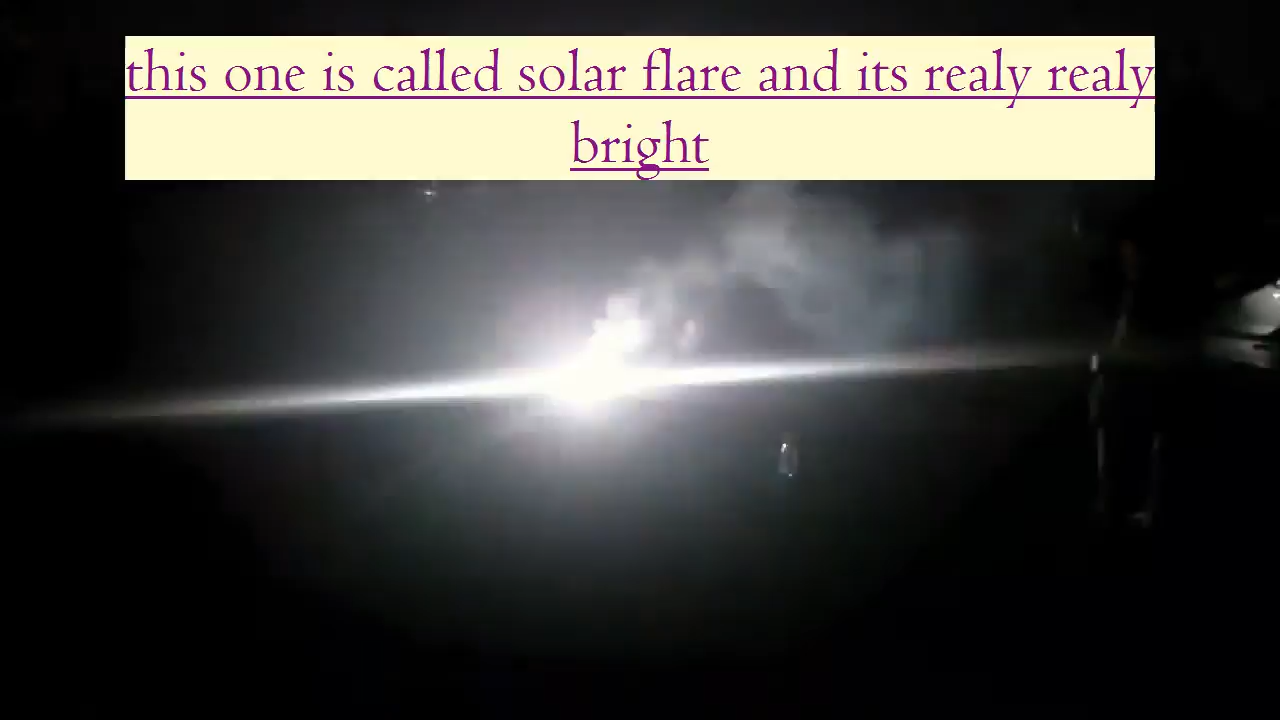 this one is called solar flare and its realy realy
bright